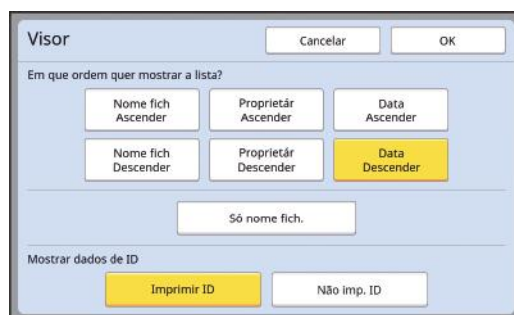 Visor
Cancelar
OK
Em que ordem quer mostrar a lista?
Nome fich
Ascender
Proprietár
Ascender
Data
Ascender
Nome fich
Descender
Proprietár
Descender
Data
Descender
Só nome fich.
Mostrar dados de ID
Imprimir ID
Não imp. ID